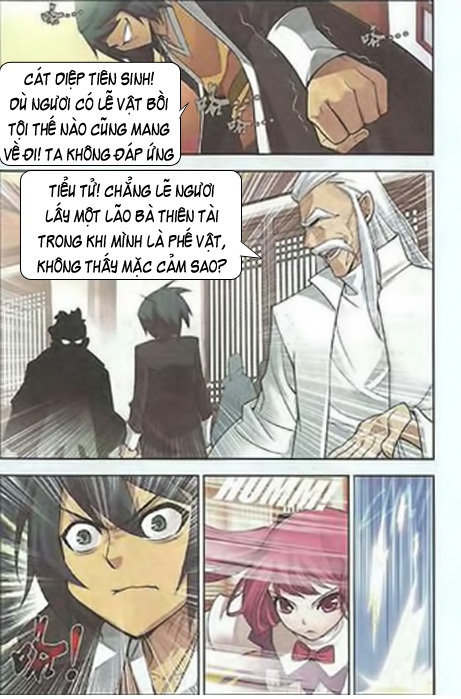 CÁT DIỆP TIÊN SINH!
DÙ NGƯƠI CÓ LỄ VẬT BỒI
TỘI THẾ NÀO CŨNG MANG
VỀ ĐI! TA KHÔNG ĐÁP ỨNG
TIỂU TỬ! CHẲNG LẼ NGƯƠI
LẤY MỘT LÃO BÀ THIÊN TÀI
TRONG KHI MÌNH LÀ PHẾ VẬT,
KHÔNG THẤY MẶC CẢM SAO?
HUMM!